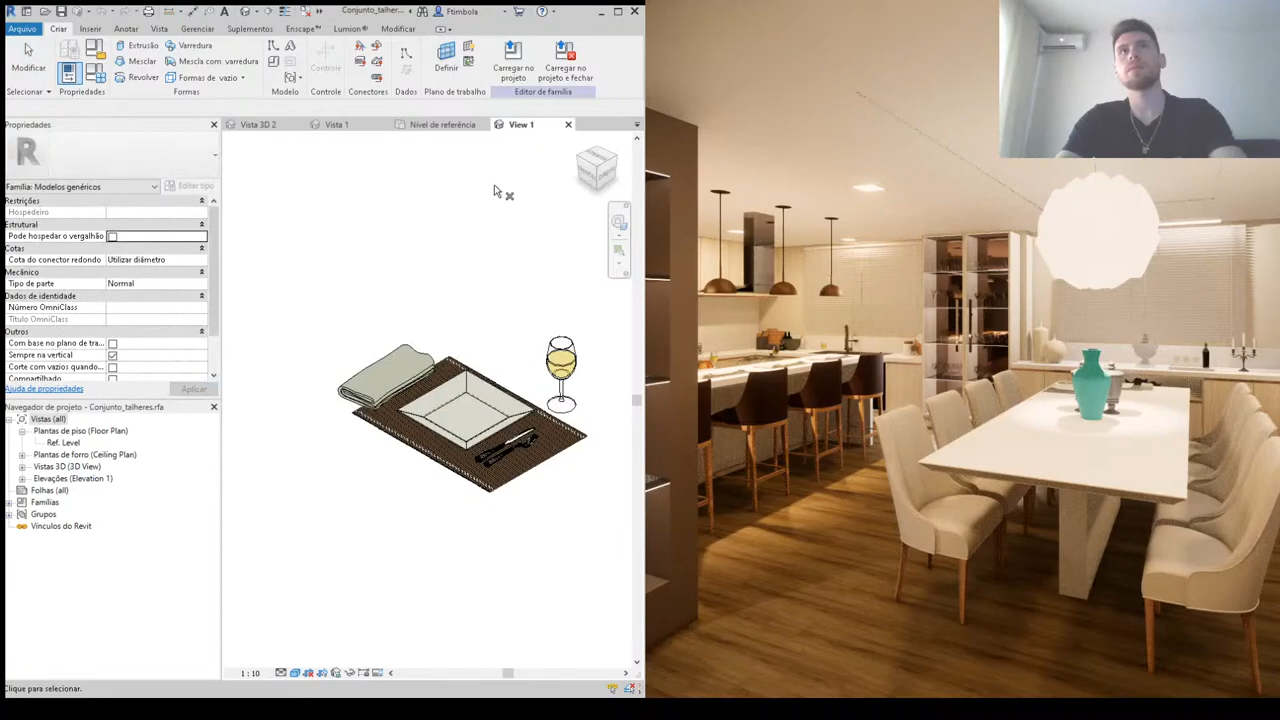 Conjunto_talher...
Ftimbola
Arquivo Criar Inserir Anotar Vista Gerenciar Suplementos Enscape™ Lumion® Modificar
Modificar
Extrusão
Mesclar
Revolver
Varredura
Mescla com varredura
Formas de vazio
Controle
Definir
Carregar no projeto
Carregar no projeto e fechar
Selecionar Propriedades Formas Modelo Controle Conectores Dados Plano de trabalho Editor de família
Propriedades
Vista 3D 2 Vista 1 Nível de referência View 1
Família: Modelos genéricos Editar tipo
Restrições
Hospedeiro
Estrutural
Pode hospedar o vergalhão
Cotas
Cota do conector redondo Utilizar diâmetro
Mecânico
Tipo de parte Normal
Dados de identidade
Número OmniClass
Título OmniClass
Outros
Com base no plano de tra...
Sempre na vertical
Corte com vazios quando...
Compartilhado
Ajuda de propriedades Aplicar
Navegador de projeto - Conjunto_talheres.rfa
Vistas (all)
Plantas de piso (Floor Plan)
Ref. Level
Plantas de forro (Ceiling Plan)
Vistas 3D (3D View)
Elevações (Elevation 1)
Folhas (all)
Famílias
Grupos
Vínculos do Revit
1 : 10
Clique para selecionar.